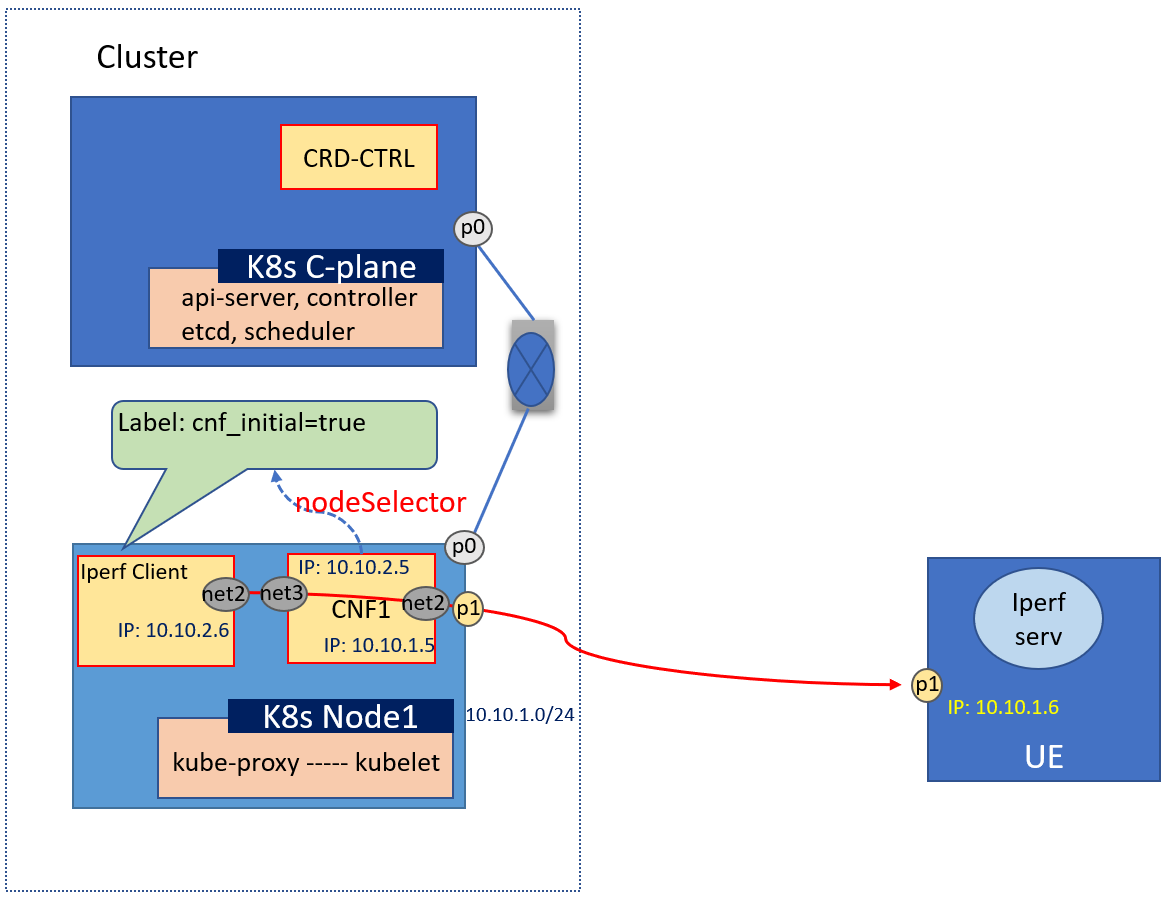 Cluster
CRD-CTRL
p0
K8s C-plane
api-server, controller
etcd, scheduler
Label: cnf_initial=true
nodeSelector
p0
Iperf Client
net2
IP: 10.10.2.6
IP: 10.10.2.5
net3
CNF1
net2
IP: 10.10.1.5
p1
K8s Node1
10.10.1.0/24
kube-proxy ----- kubelet
Iperf
serv
p1
IP: 10.10.1.6
UE